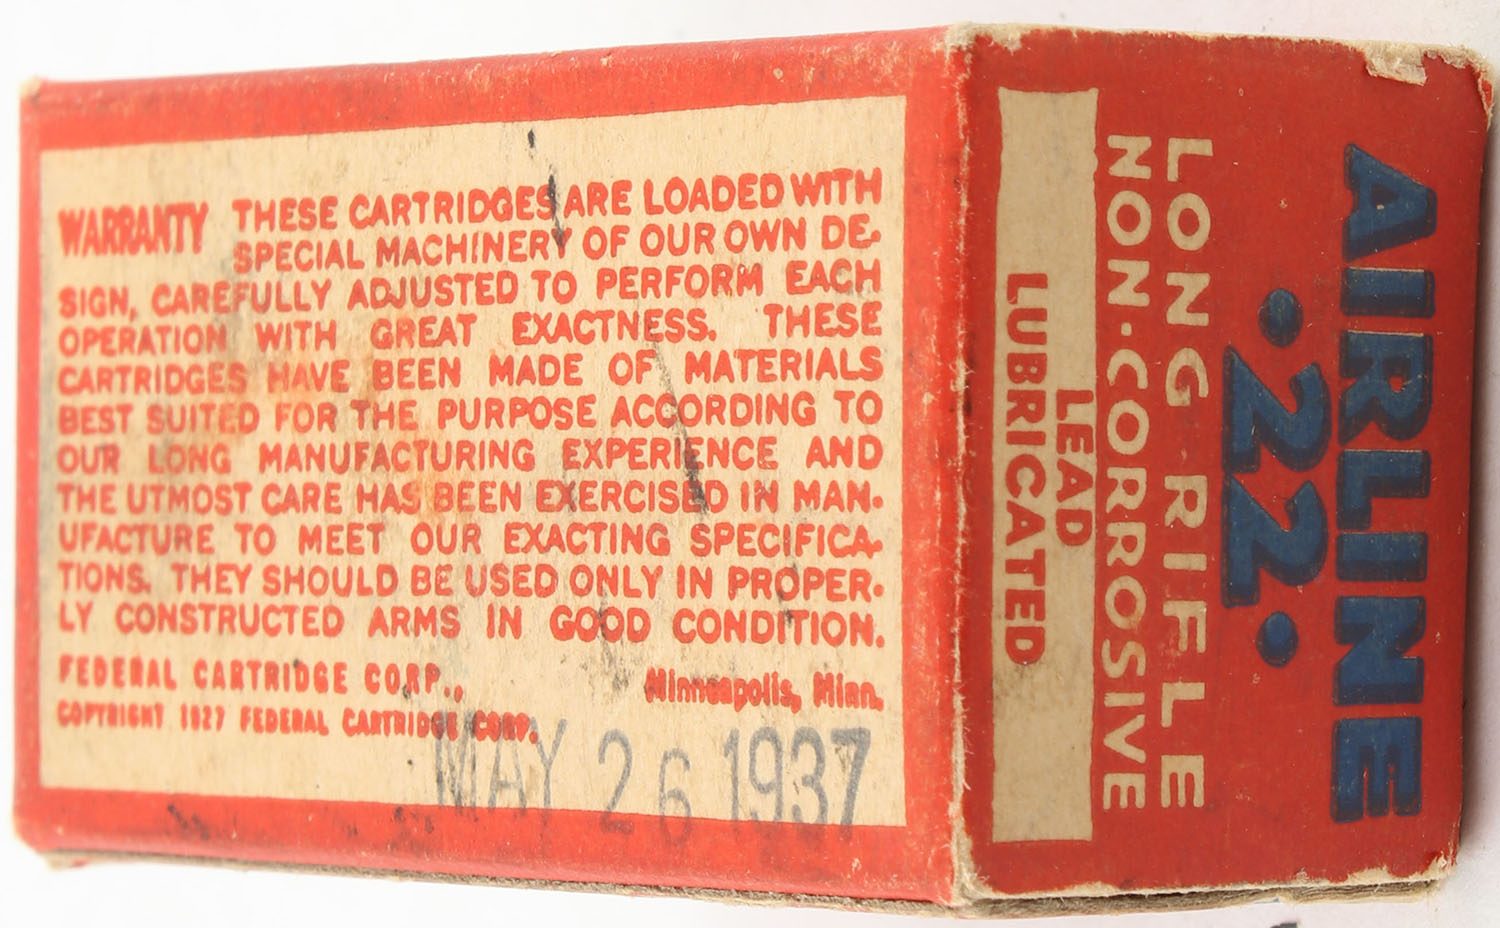 WARRANTY THESE CARTRIDGES ARE LOADED WITH
SPECIAL MACHINERY OF OUR OWN DE-
SIGN, CAREFULLY ADJUSTED TO PERFORM EACH
OPERATION WITH GREAT EXACTNESS. THESE
CARTRIDGES HAVE BEEN MADE OF MATERIALS
BEST SUITED FOR THE PURPOSE ACCORDING TO
OUR LONG MANUFACTURING EXPERIENCE AND
THE UTMOST CARE HAS BEEN EXERCISED IN MAN-
UFACTURE TO MEET OUR EXACTING SPECIFICA-
TIONS. THEY SHOULD BE USED ONLY IN PROPER-
LY CONSTRUCTED ARMS IN GOOD CONDITION.
FEDERAL CARTRIDGE CORP., Minneapolis, Minn.
COPYRIGHT 1927 FEDERAL CARTRIDGE CORP.
MAY 26 1937
AIRLINE
.22.
LONG RIFLE
NON-CORROSIVE
LEAD
LUBRICATED